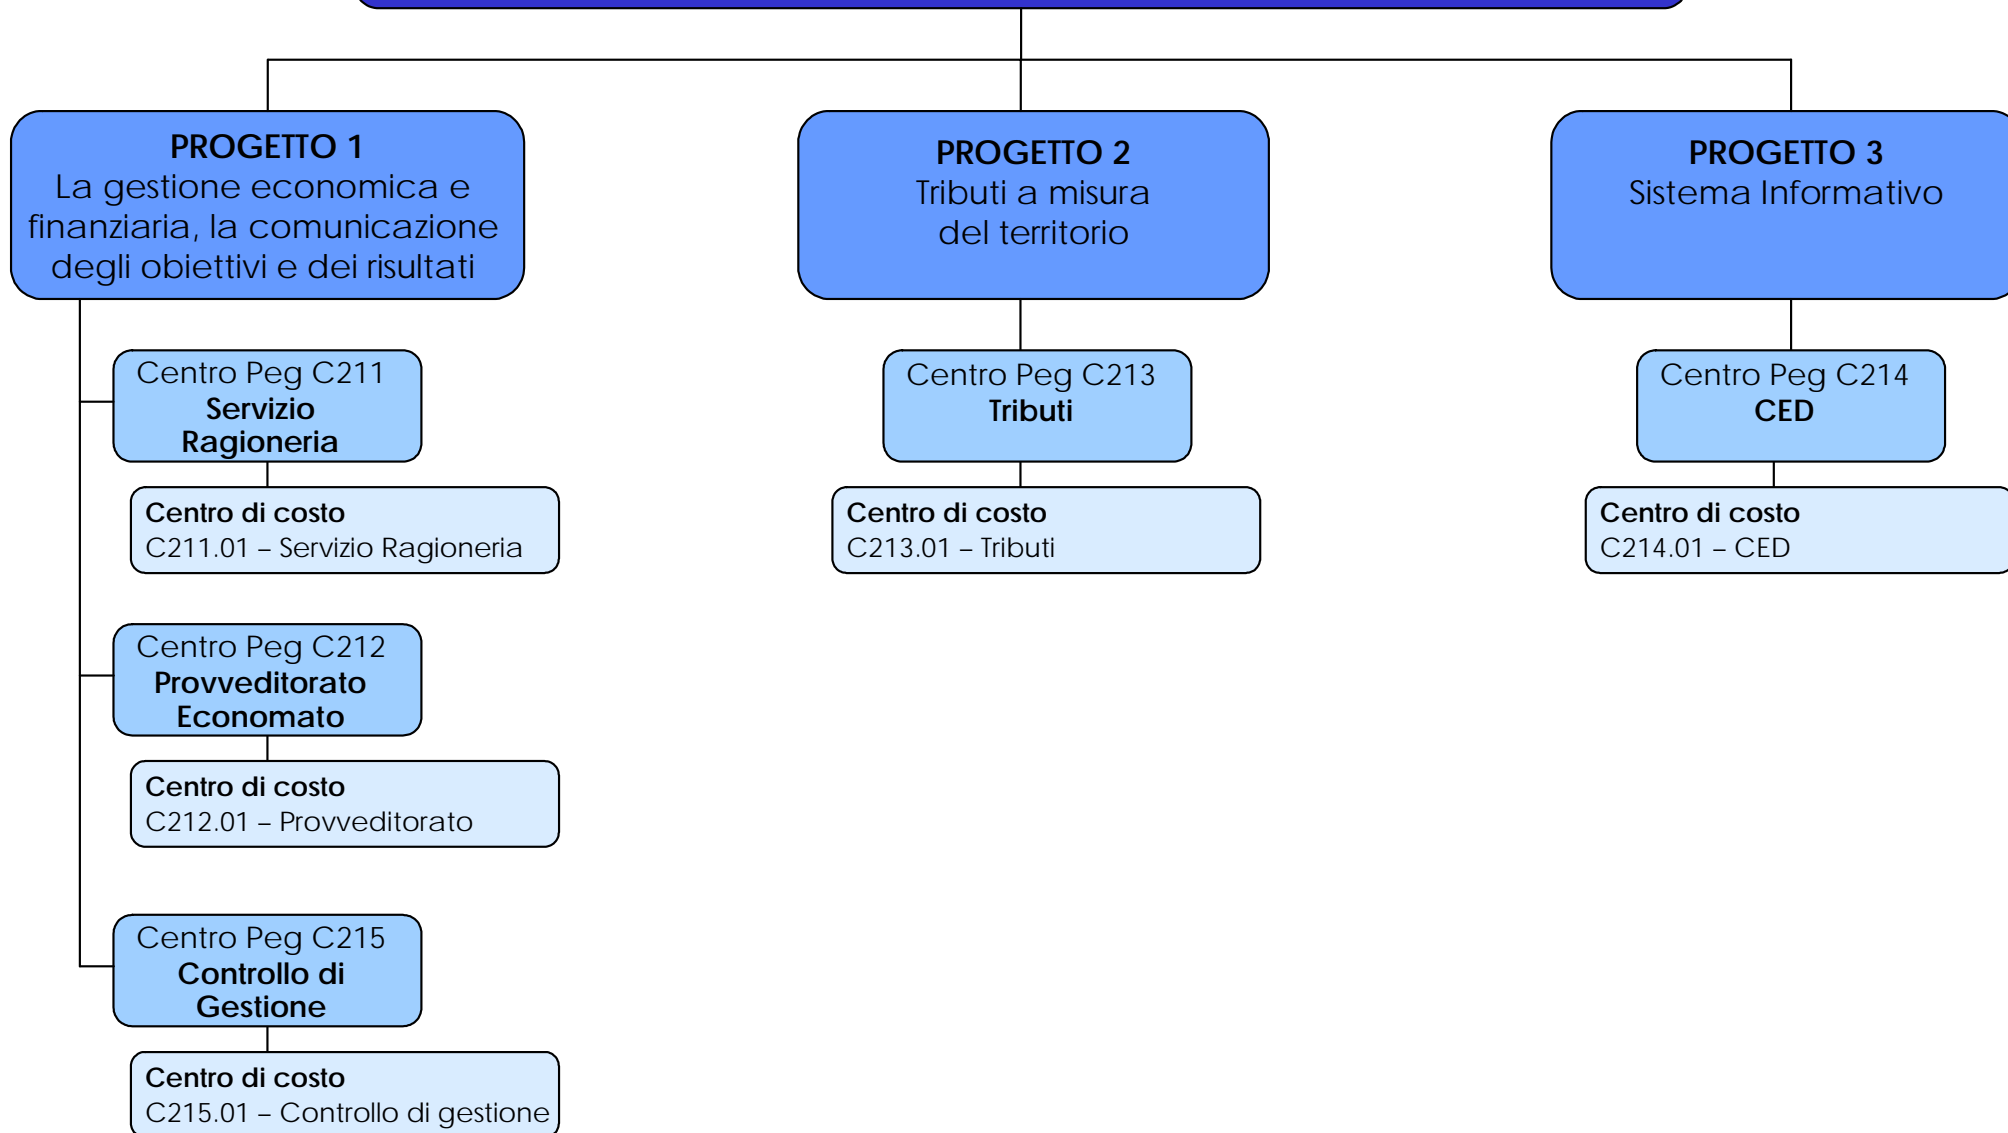 PROGETTO 1
La gestione economica e
finanziaria, la comunicazione
degli obiettivi e dei risultati
PROGETTO 2
Tributi a misura
del territorio
PROGETTO 3
Sistema Informativo
Centro Peg C211
Servizio
Ragioneria
Centro di costo
C211.01 – Servizio Ragioneria
Centro Peg C212
Provveditorato
Economato
Centro di costo
C212.01 – Provveditorato
Centro Peg C215
Controllo di
Gestione
Centro di costo
C215.01 – Controllo di gestione
Centro Peg C213
Tributi
Centro di costo
C213.01 – Tributi
Centro Peg C214
CED
Centro di costo
C214.01 – CED